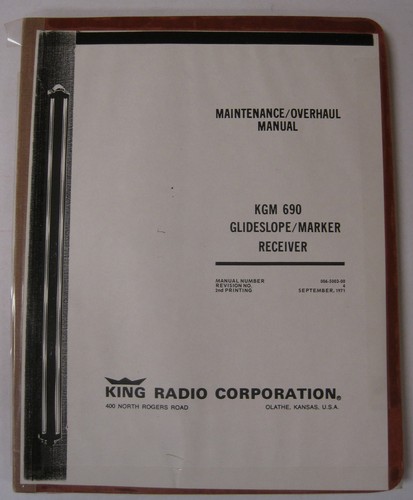 MAINTENANCE/OVERHAUL
MANUAL
KGM 690
GLIDESLOPE/MARKER
RECEIVER
MANUAL NUMBER
REVISION NO. 4
2nd PRINTING SEPTEMBER, 1971
KING RADIO CORPORATION®
400 NORTH ROGERS ROAD OLATHE, KANSAS, U.S.A.